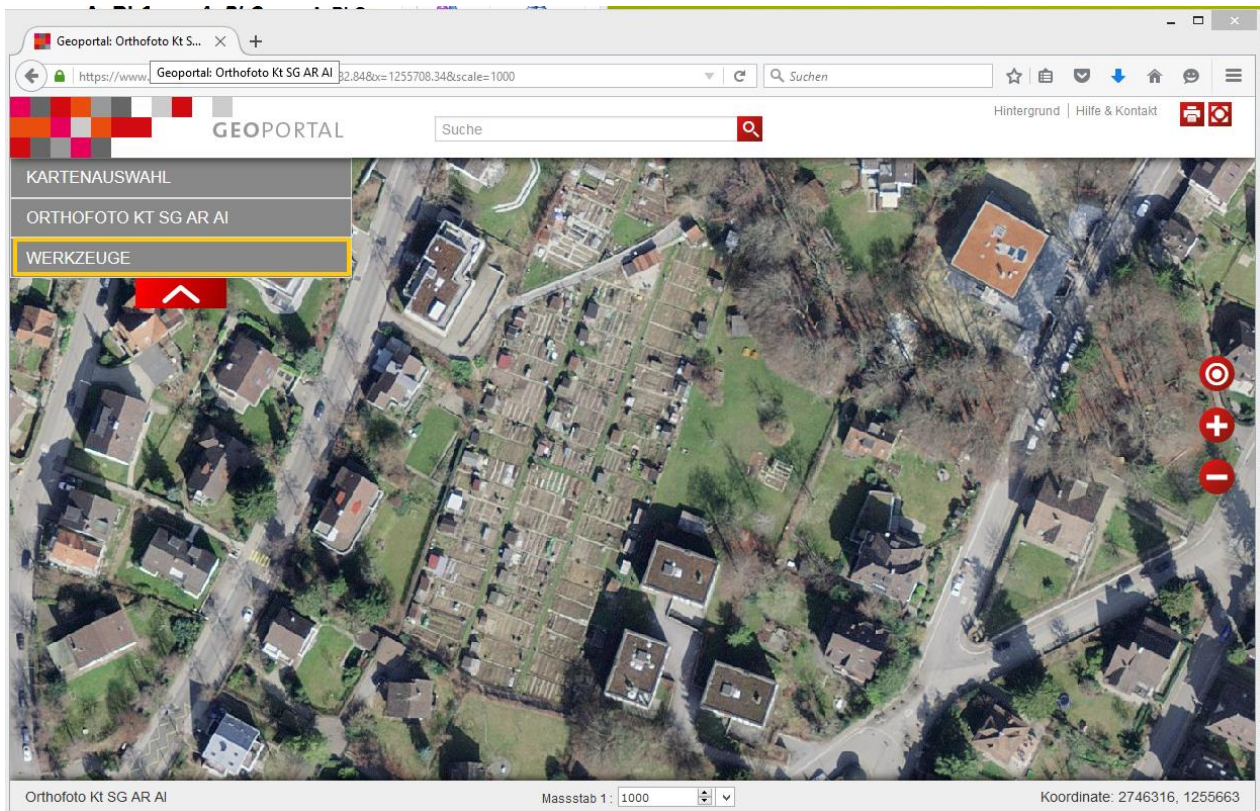 Geoportal: Orthofoto Kt S...
https://www.
Geoportal: Orthofoto Kt SG AR AI
32.84&x=1255708.34&scale=1000
Suchen
GEOPORTAL
Suche
Hintergrund | Hilfe & Kontakt
KARTENAUSWAHL
ORTHOFOTO KT SG AR AI
WERKZEUGE
Orthofoto Kt SG AR AI
Massstab 1 : 1000
Koordinate: 2746316, 1255663